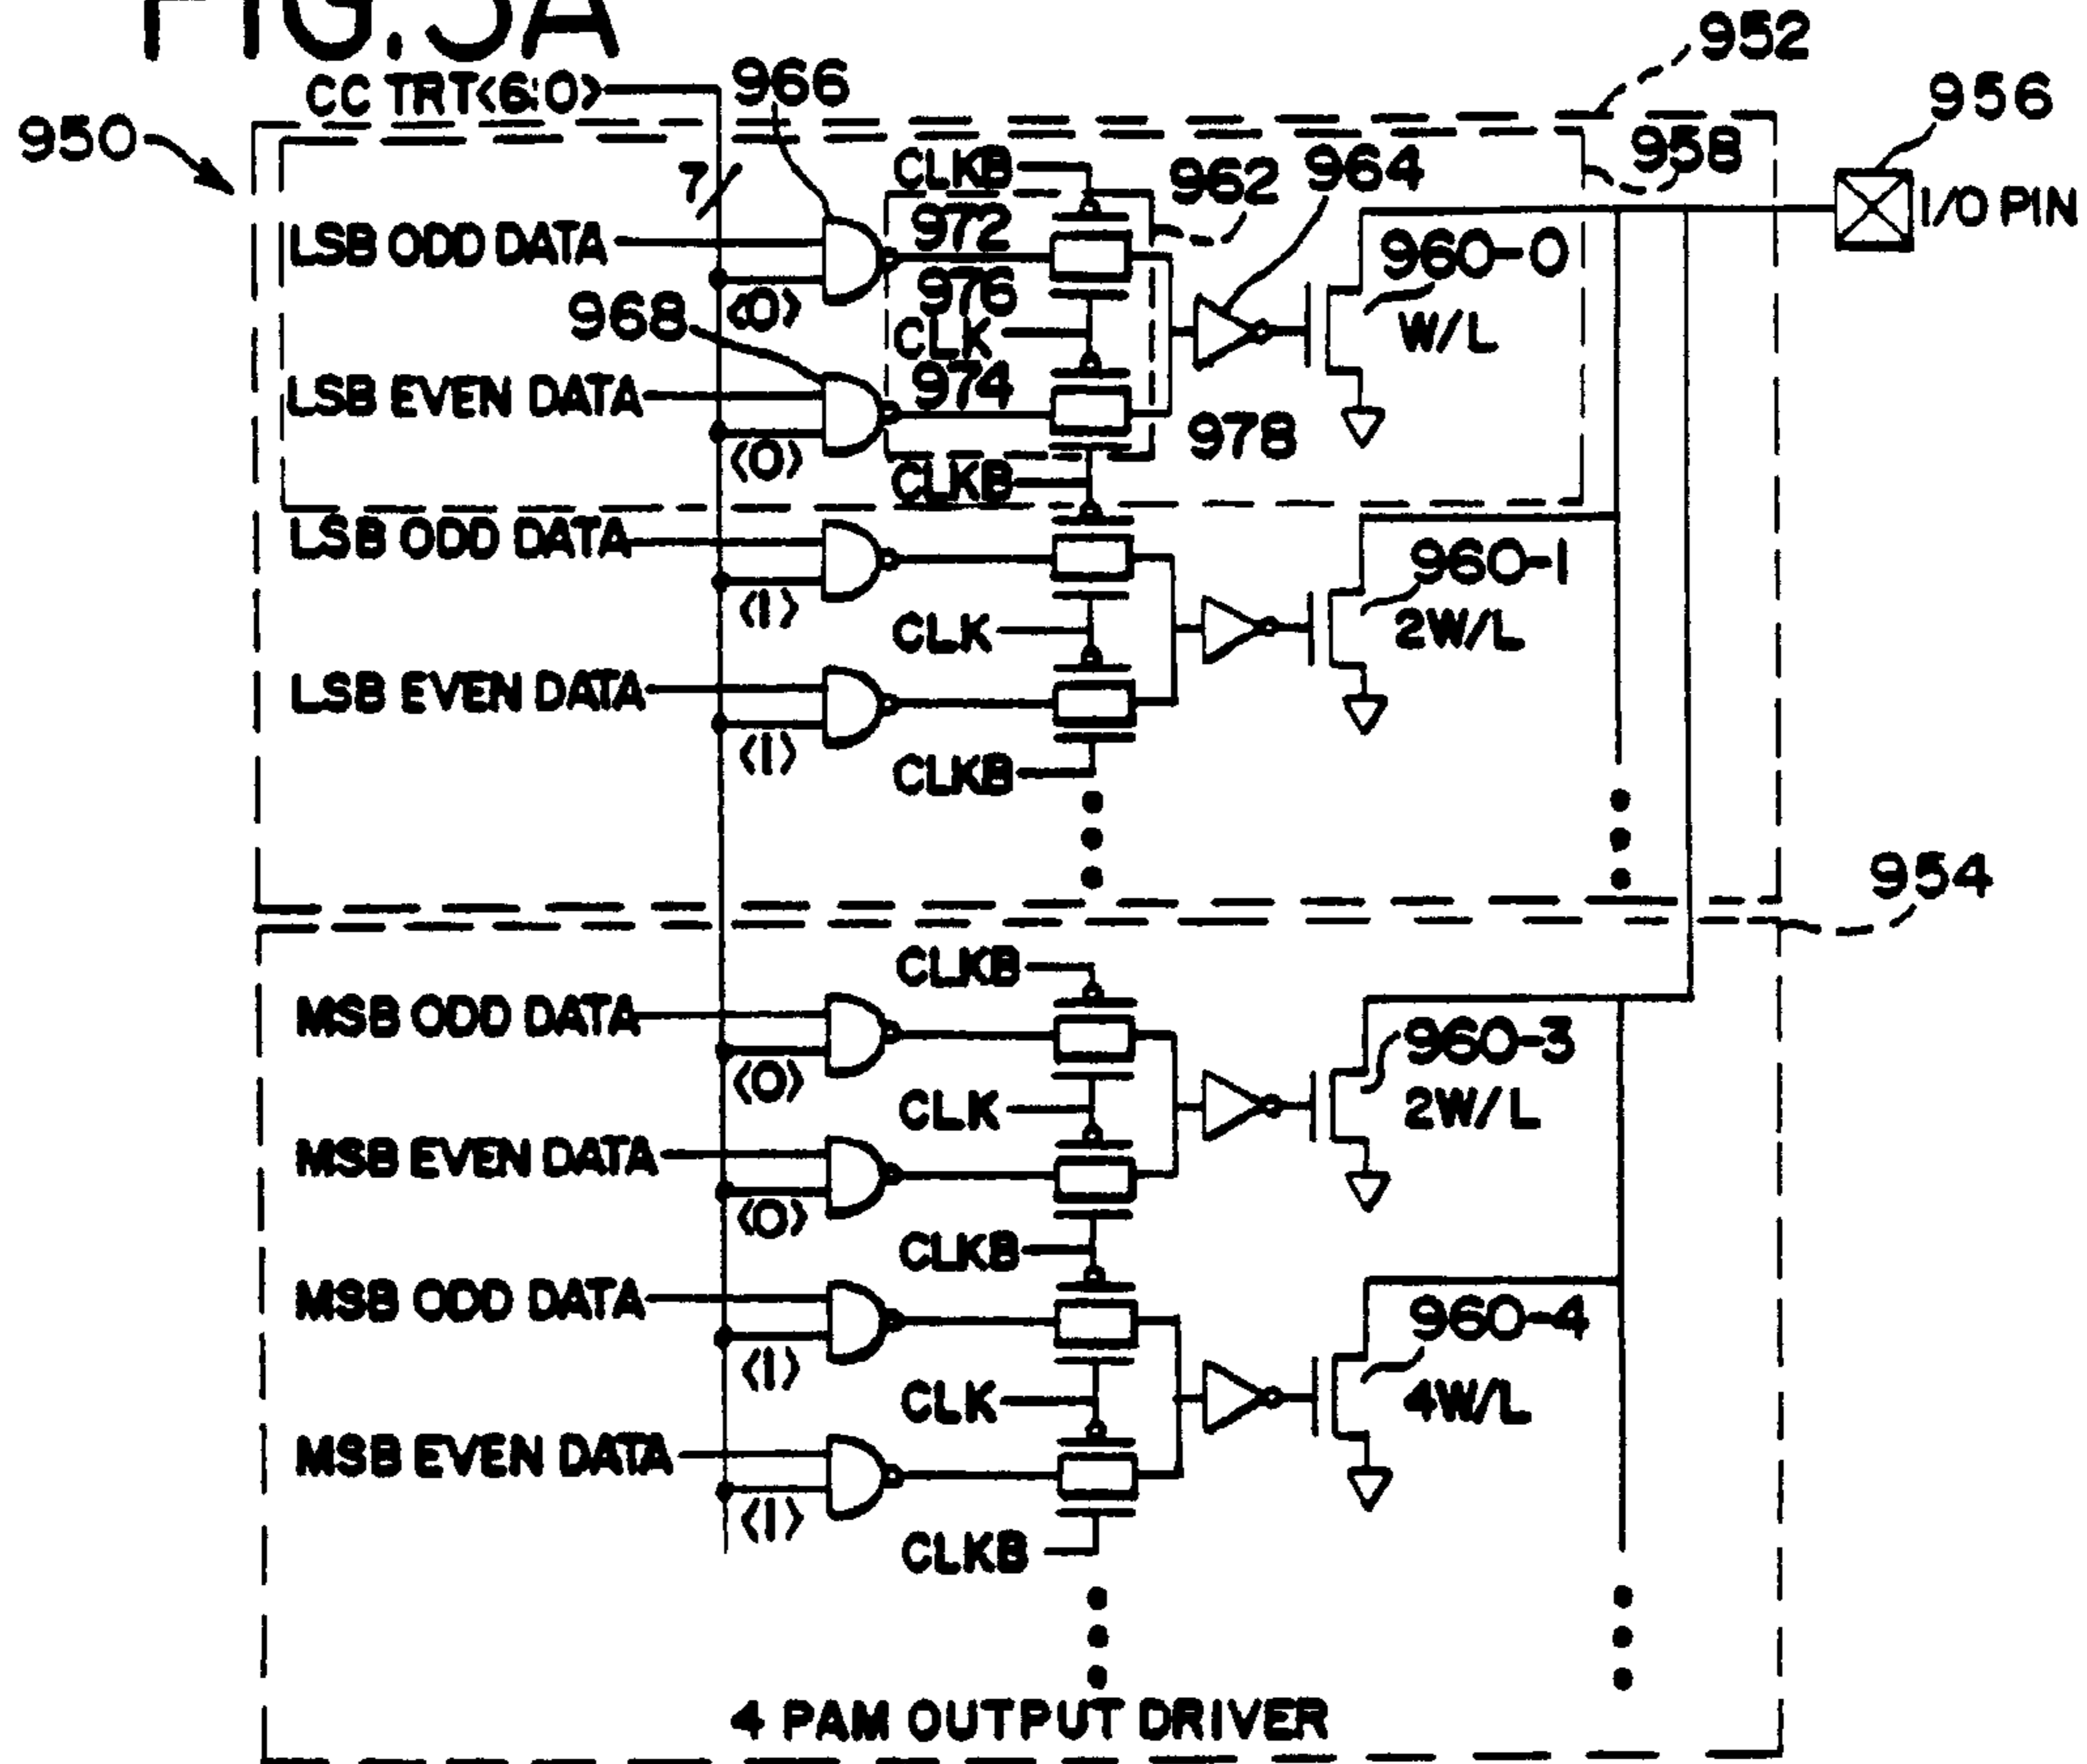 FIG. 5A
CC TRT<6:0>
966
952
956
950
958
7
CLKB
962
964
972
I/O PIN
LSB ODD DATA
960-0
976
<0>
968
CLK
W/L
974
LSB EVEN DATA
978
<0>
CLKB
LSB ODD DATA
960-1
<1>
CLK
2W/L
LSB EVEN DATA
<1>
CLKB
954
CLKB
MSB ODD DATA
960-3
<0>
CLK
2W/L
MSB EVEN DATA
<0>
CLKB
MSB ODD DATA
960-4
<1>
CLK
4W/L
MSB EVEN DATA
<1>
CLKB
4 PAM OUTPUT DRIVER